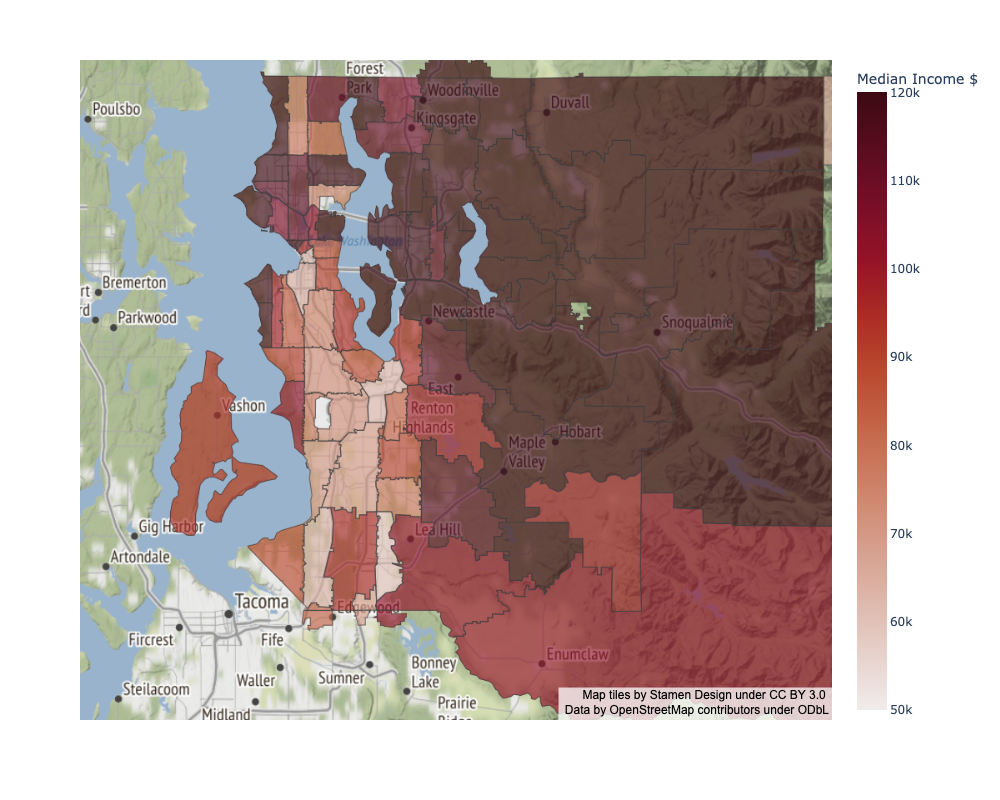 Forest
Park
Woodinville
Poulsbo
Duvall
Kingsgate
Washington
Bremerton
rt
d
Parkwood
Newcastle
Snoqualmie
East
Renton
Highlands
Vashon
Hobart
Maple
Valley
Gig Harbor
Lea Hill
Artondale
Tacoma
Edgewood
Fircrest
Fife
Enumclaw
Bonney
Lake
Waller
Sumner
Steilacoom
Prairie
Midland
Map tiles by Stamen Design under CC BY 3.0
Data by OpenStreetMap contributors under ODbL
Median Income $
120k
110k
100k
90k
80k
70k
60k
50k